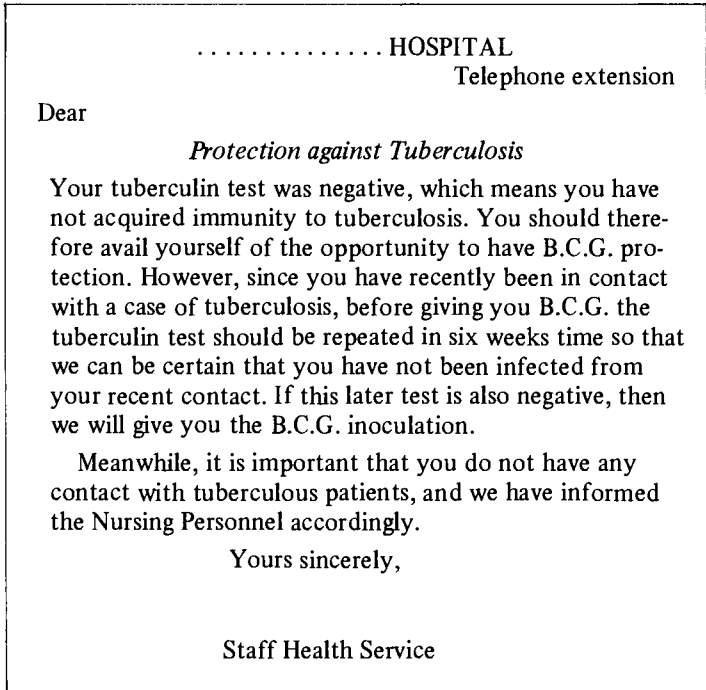 . . . . . . . . . . . . . . HOSPITAL
Telephone extension
Dear
Protection against Tuberculosis
Your tuberculin test was negative, which means you have
not acquired immunity to tuberculosis. You should there-
fore avail yourself of the opportunity to have B.C.G. pro-
tection. However, since you have recently been in contact
with a case of tuberculosis, before giving you B.C.G. the
tuberculin test should be repeated in six weeks time so that
we can be certain that you have not been infected from
your recent contact. If this later test is also negative, then
we will give you the B.C.G. inoculation.
Meanwhile, it is important that you do not have any
contact with tuberculous patients, and we have informed
the Nursing Personnel accordingly.
Yours sincerely,
Staff Health Service